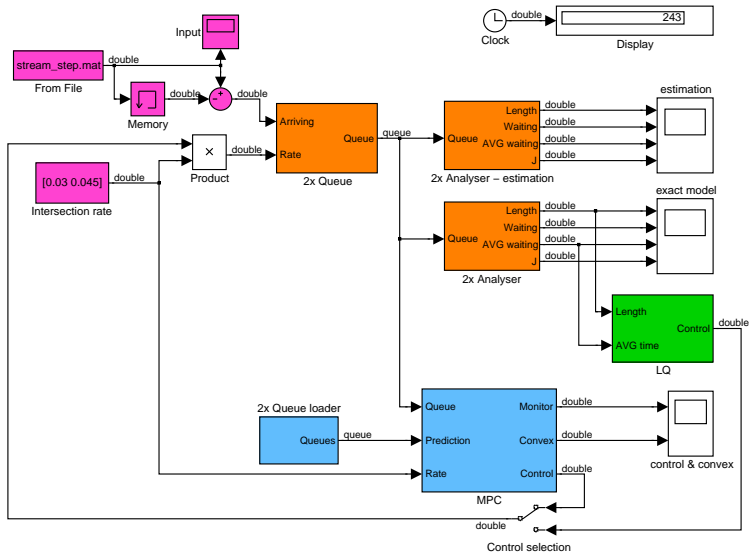 Input
double
243
Clock
Display
stream_step.mat
double
From File
double
- +
double
Memory
estimation
Arriving
Queue
queue
Rate
2x Queue
Queue
Length
double
Waiting
double
AVG waiting
double
J
double
2x Analyser – estimation
×
double
Product
[0.03 0.045]
double
Intersection rate
exact model
Queue
Length
double
Waiting
double
AVG waiting
double
J
double
2x Analyser
Length
Control
double
AVG time
LQ
2x Queue loader
Queues
queue
Queue
Monitor
double
Prediction
Convex
double
Rate
Control
double
MPC
control & convex
double
Control selection